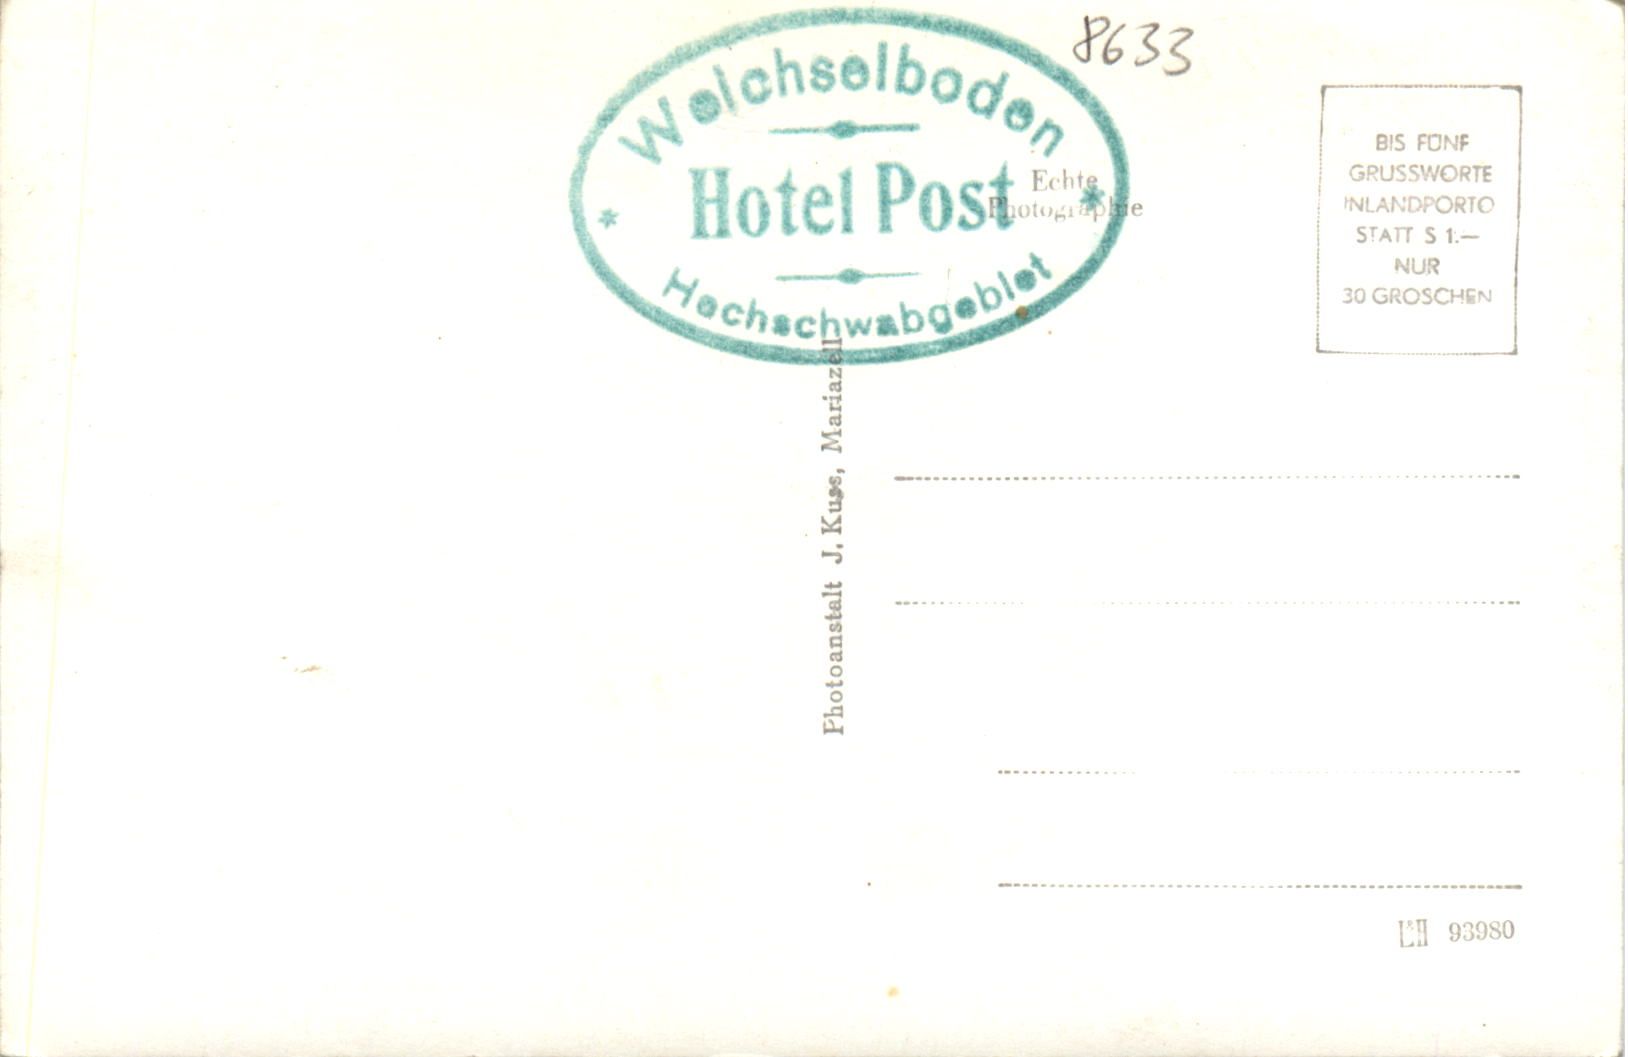 8633
Weichselboden
Hotel Post
Hochschwabgebiet
Echte
Photographie
BIS FÜNF
GRUSSWORTE
INLANDPORTO
STATT S 1.—
NUR
30 GROSCHEN
Photoanstalt J. Kuss, Mariazell
L&H 93980